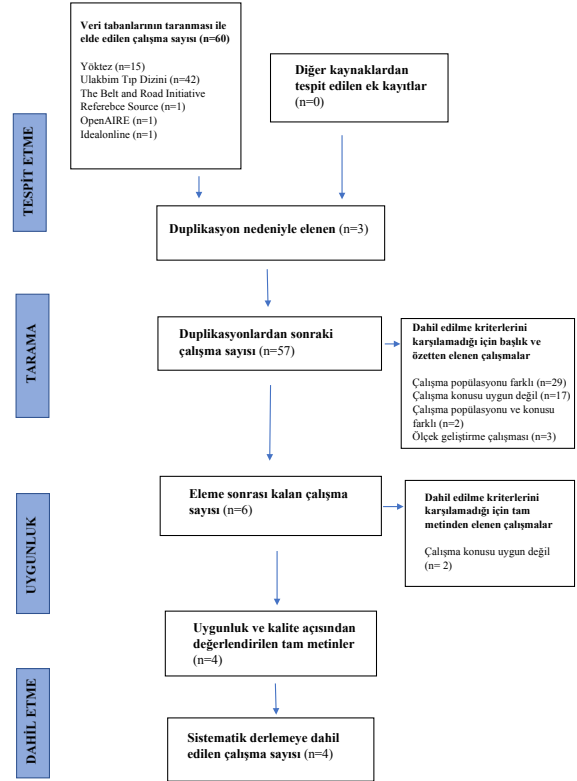 Veri tabanlarının taranması ile
elde edilen çalışma sayısı (n=60)
Yöktez (n=15)
Ulakbim Tıp Dizini (n=42)
The Belt and Road Initiative
Referebce Source (n=1)
OpenAIRE (n=1)
Idealonline (n=1)
Diğer kaynaklardan
tespit edilen ek kayıtlar
(n=0)
TESPİT ETME
Duplikasyon nedeniyle elenen (n=3)
TARAMA
Duplikasyonlardan sonraki
çalışma sayısı (n=57)
Dahil edilme kriterlerini
karşılamadığı için başlık ve
özetten elenen çalışmalar
Çalışma popülasyonu farklı (n=29)
Çalışma konusu uygun değil (n=17)
Çalışma popülasyonu ve konusu
farklı (n=2)
Ölçek geliştirme çalışması (n=3)
UYGUNLUK
Eleme sonrası kalan çalışma
sayısı (n=6)
Dahil edilme kriterlerini
karşılamadığı için tam
metinden elenen çalışmalar
Çalışma konusu uygun değil
(n= 2)
Uygunluk ve kalite açısından
değerlendirilen tam metinler
(n=4)
DAHİL ETME
Sistematik derlemeye dahil
edilen çalışma sayısı (n=4)